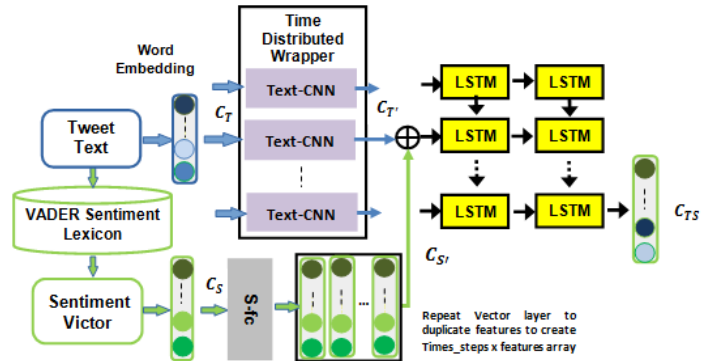 Time
Distributed
Wrapper
Word
Embedding
Text-CNN
Text-CNN
Text-CNN
C_T
C_T'
LSTM
LSTM
LSTM
LSTM
LSTM
LSTM
Tweet
Text
VADER Sentiment
Lexicon
Sentiment
Victor
C_S
S-fc
C_S'
C_TS
Repeat Vector layer to
duplicate features to create
Times_steps x features array